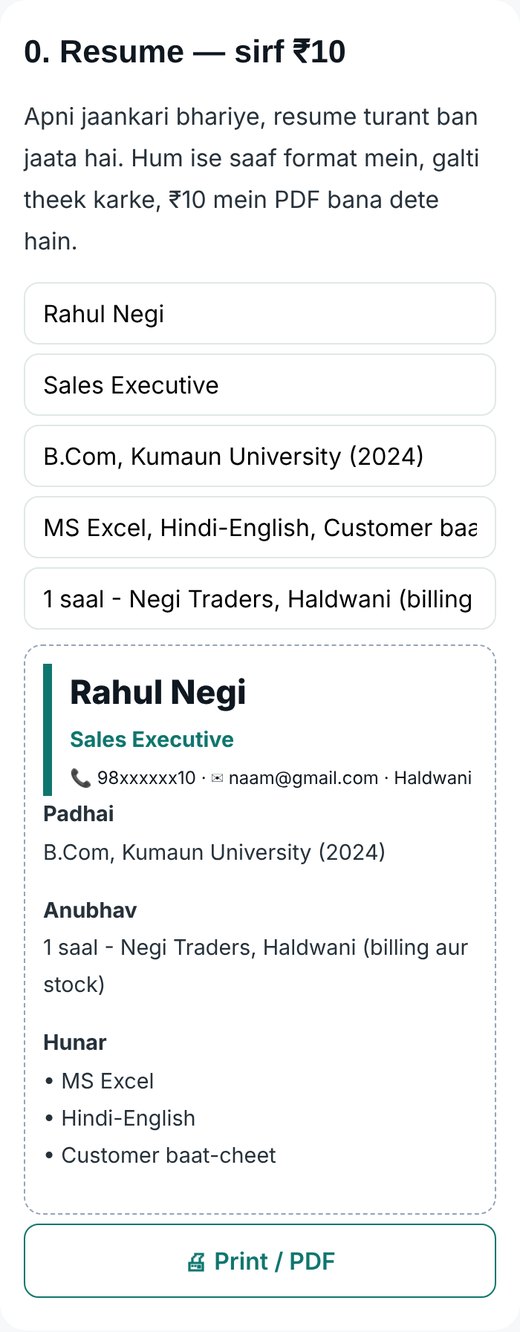 0. Resume — sirf ₹10
Apni jaankari bhariye, resume turant ban
jaata hai. Hum ise saaf format mein, galti
theek karke, ₹10 mein PDF bana dete
hain.
Rahul Negi
Sales Executive
B.Com, Kumaun University (2024)
MS Excel, Hindi-English, Customer baa
1 saal - Negi Traders, Haldwani (billing
Rahul Negi
Sales Executive
📞 98xxxxxx10 · ✉ naam@gmail.com · Haldwani
Padhai
B.Com, Kumaun University (2024)
Anubhav
1 saal - Negi Traders, Haldwani (billing aur
stock)
Hunar
• MS Excel
• Hindi-English
• Customer baat-cheet
🖨 Print / PDF